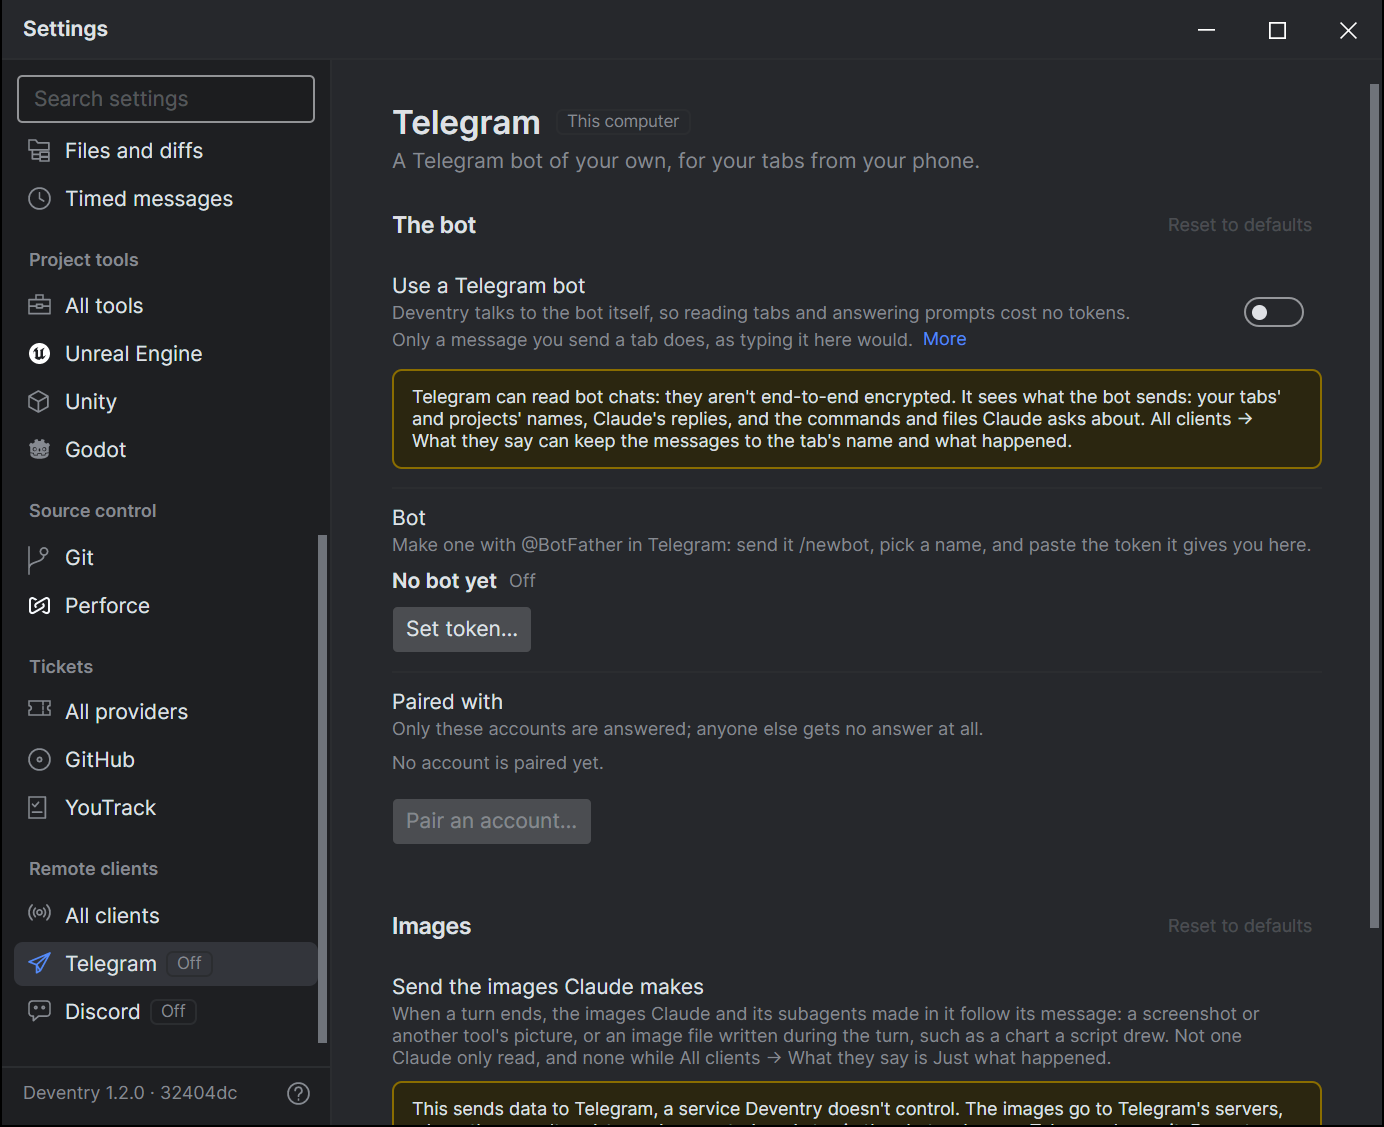 Settings
Search settings
Files and diffs
Timed messages
Project tools
All tools
Unreal Engine
Unity
Godot
Source control
Git
Perforce
Tickets
All providers
GitHub
YouTrack
Remote clients
All clients
Telegram Off
Discord Off
Deventry 1.2.0 · 32404dc
Telegram This computer
A Telegram bot of your own, for your tabs from your phone.
The bot Reset to defaults
Use a Telegram bot
Deventry talks to the bot itself, so reading tabs and answering prompts cost no tokens.
Only a message you send a tab does, as typing it here would. More
Telegram can read bot chats: they aren't end-to-end encrypted. It sees what the bot sends: your tabs'
and projects' names, Claude's replies, and the commands and files Claude asks about. All clients →
What they say can keep the messages to the tab's name and what happened.
Bot
Make one with @BotFather in Telegram: send it /newbot, pick a name, and paste the token it gives you here.
No bot yet Off
Set token...
Paired with
Only these accounts are answered; anyone else gets no answer at all.
No account is paired yet.
Pair an account...
Images Reset to defaults
Send the images Claude makes
When a turn ends, the images Claude and its subagents made in it follow its message: a screenshot or
another tool's picture, or an image file written during the turn, such as a chart a script drew. Not one
Claude only read, and none while All clients → What they say is Just what happened.
This sends data to Telegram, a service Deventry doesn't control. The images go to Telegram's servers,